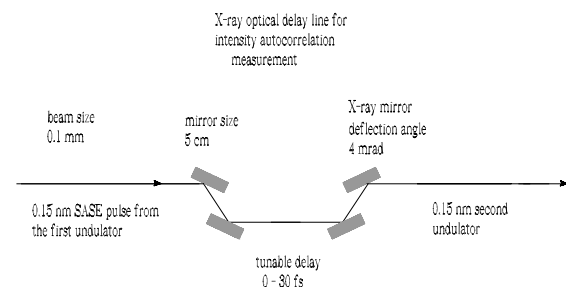 X-ray optical delay line for
intensity autocorrelation
measurement
beam size
0.1 mm
mirror size
5 cm
X-ray mirror
deflection angle
4 mrad
0.15 nm SASE pulse from
the first undulator
0.15 nm second
undulator
tunable delay
0 - 30 fs